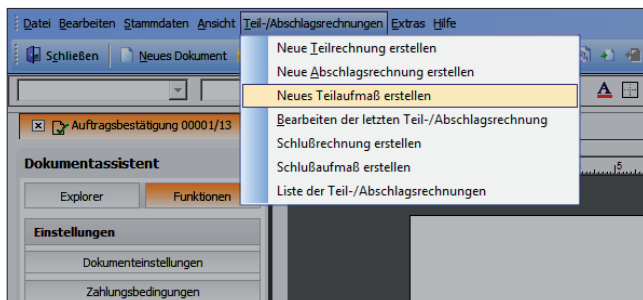 Datei Bearbeiten Stammdaten Ansicht Teil-/Abschlagsrechnungen Extras Hilfe
Schließen Neues Dokument
Neue Teilrechnung erstellen
Neue Abschlagsrechnung erstellen
Neues Teilaufmaß erstellen
Bearbeiten der letzten Teil-/Abschlagsrechnung
Schlußrechnung erstellen
Schlußaufmaß erstellen
Liste der Teil-/Abschlagsrechnungen
A
Auftragsbestätigung 00001/13
5
Dokumentassistent
Explorer Funktionen
Einstellungen
Dokumenteinstellungen
Zahlungsbedingungen